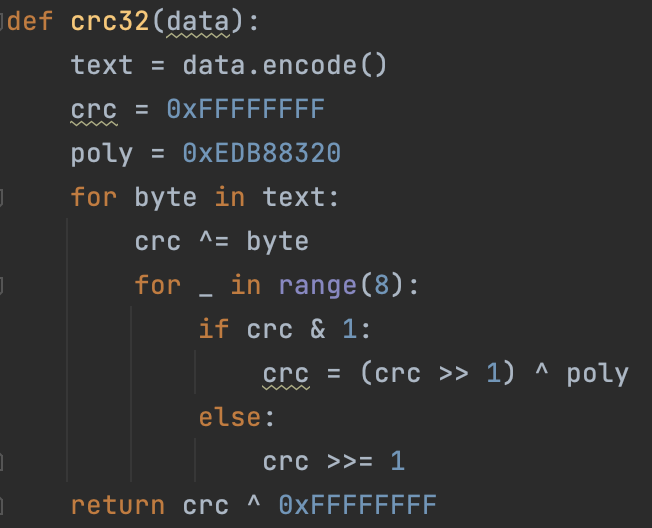 def crc32(data):
    text = data.encode()
    crc = 0xFFFFFFFF
    poly = 0xEDB88320
    for byte in text:
        crc ^= byte
        for _ in range(8):
            if crc & 1:
                crc = (crc >> 1) ^ poly
            else:
                crc >>= 1
    return crc ^ 0xFFFFFFFF